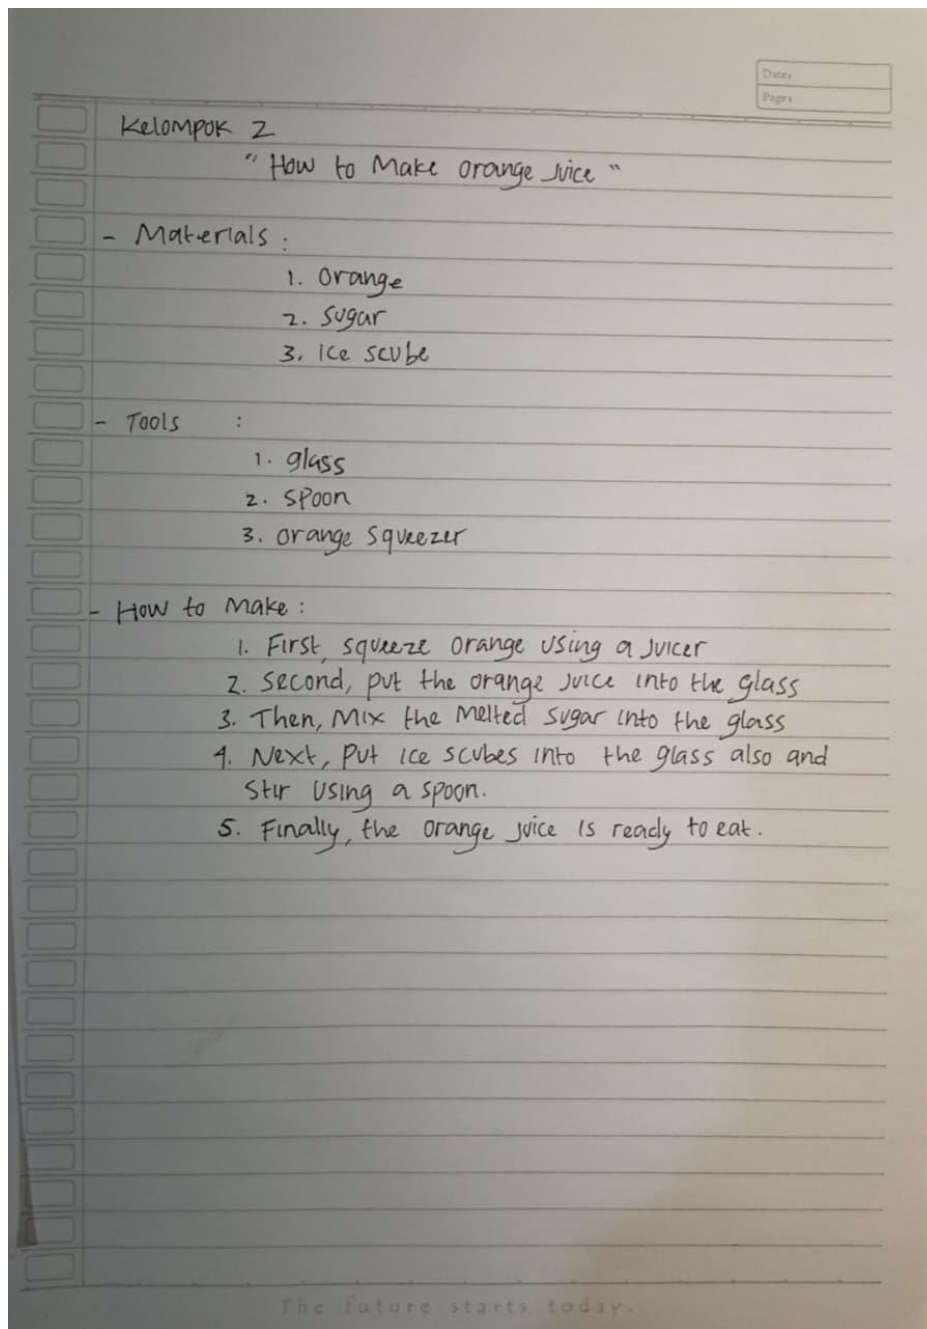 Date:
Page:
Kelompok 2
" How to Make orange Juice "
- Materials :
1. Orange
2. Sugar
3. ice scube
- Tools :
1. glass
2. spoon
3. orange squeezer
- How to Make :
1. First, squeeze orange using a Juicer
2. Second, put the orange Juice into the glass
3. Then, Mix the Melted sugar into the glass
4. Next, put ice scubes into the glass also and
Stir using a spoon.
5. Finally, the orange juice is ready to eat.
The future starts today.